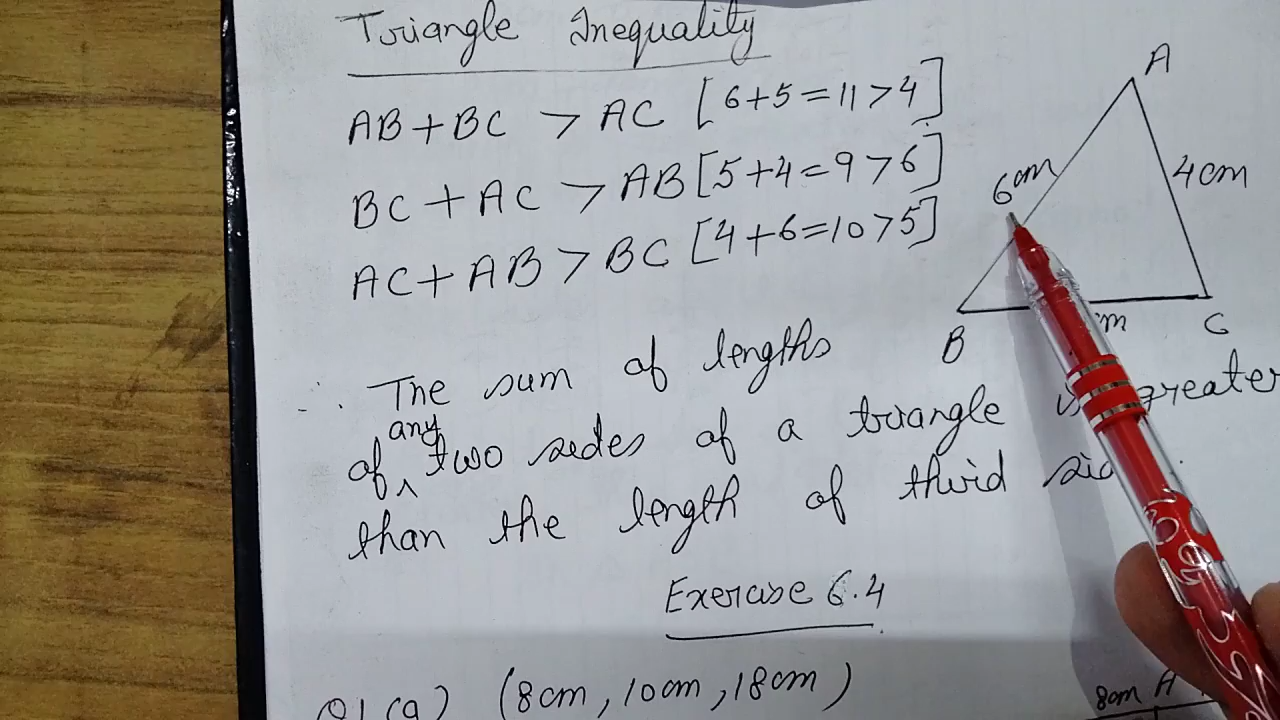 Triangle Inequality
AB + BC > AC [6+5=11>4]
BC + AC > AB [5+4=9>6]
AC + AB > BC [4+6=10>5]
A
6cm
4cm
B
C
∴ The sum of lengths
of any two sides of a triangle is greater
than the length of third
Exercise 6.4
Q1 (a) (8cm, 10cm, 18cm)
8cm A